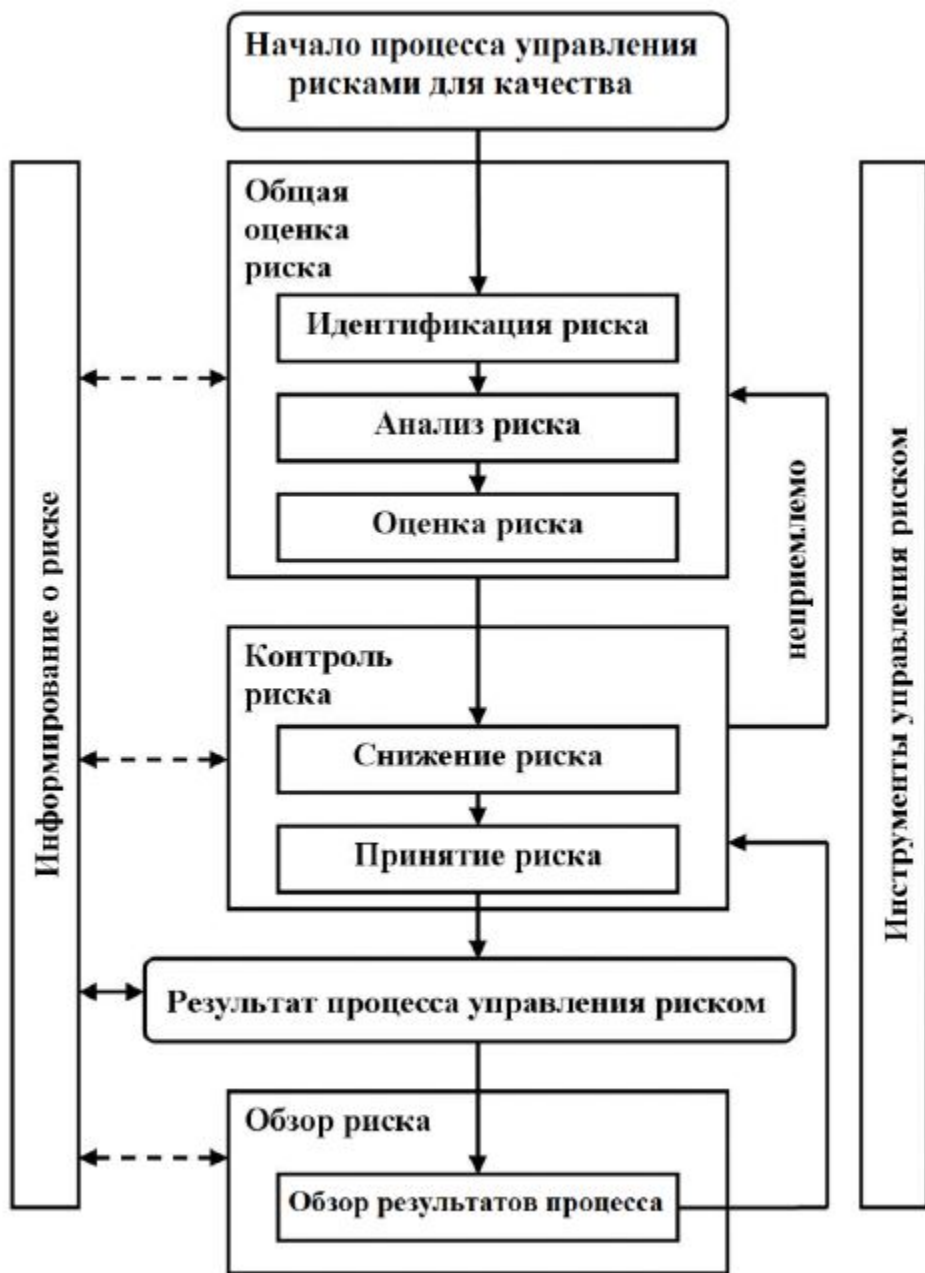 Начало процесса управления
рисками для качества
Общая
оценка
риска
Идентификация риска
Анализ риска
Оценка риска
Контроль
риска
Снижение риска
Принятие риска
Результат процесса управления риском
Обзор риска
Обзор результатов процесса
Информирование о риске
неприемлемо
Инструменты управления риском